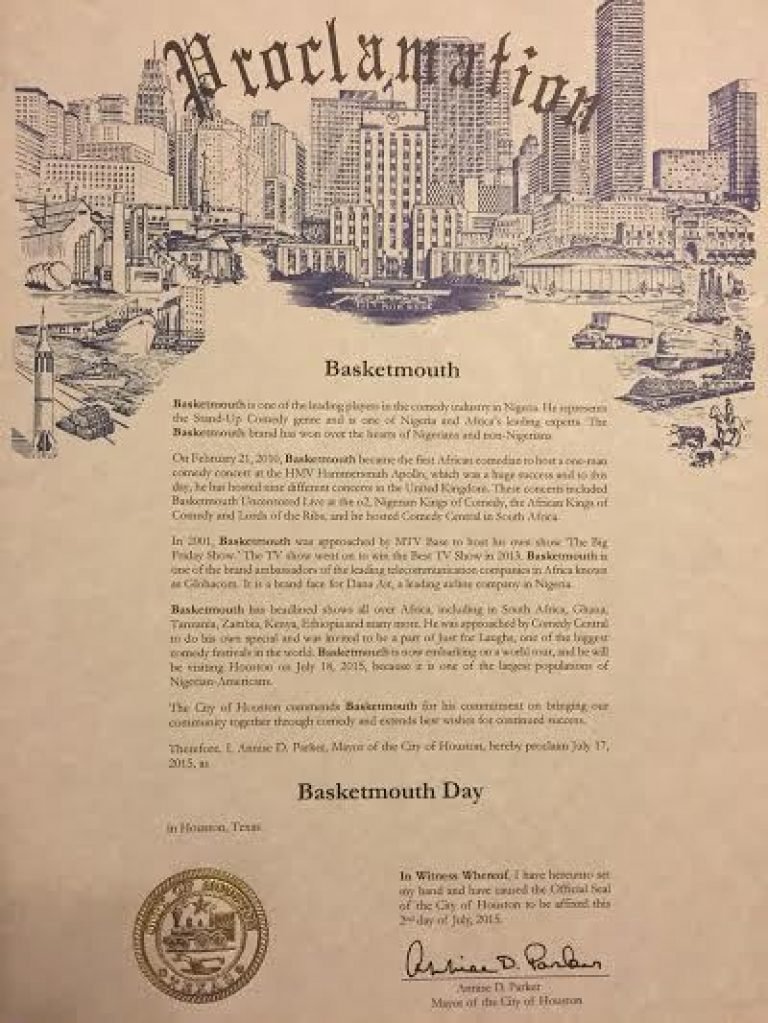 Proclamation
Basketmouth
Basketmouth is one of the leading players in the comedy industry in Nigeria. He represents
the Stand-Up Comedy genre and is one of Nigeria and Africa's leading experts. The
Basketmouth brand has won over the hearts of Nigerians and non-Nigerians.
On February 21, 2010, Basketmouth became the first African comedian to host a one-man
comedy concert at the HMV Hammersmith Apollo, which was a huge success and to this
day, he has hosted nine different concerts in the United Kingdom. These concerts included
Basketmouth Uncensored Live at the o2, Nigerian Kings of Comedy, the African Kings of
Comedy and Lords of the Ribs, and he hosted Comedy Central in South Africa.
In 2001, Basketmouth was approached by MTV Base to host his own show 'The Big
Friday Show.' The TV show went on to win the Best TV Show in 2013. Basketmouth is
one of the brand ambassadors of the leading telecommunication companies in Africa known
as Globacom. It is a brand face for Dana Air, a leading airline company in Nigeria.
Basketmouth has headlined shows all over Africa, including in South Africa, Ghana,
Tanzania, Zambia, Kenya, Ethiopia and many more. He was approached by Comedy Central
to do his own special and was invited to be a part of Just for Laughs, one of the biggest
comedy festivals in the world. Basketmouth is now embarking on a world tour, and he will
be visiting Houston on July 18, 2015, because it is one of the largest populations of
Nigerian-Americans.
The City of Houston commends Basketmouth for his commitment on bringing our
community together through comedy and extends best wishes for continued success.
Therefore, I, Annise D. Parker, Mayor of the City of Houston, hereby proclaim July 17,
2015, as
Basketmouth Day
in Houston, Texas
In Witness Whereof, I have hereunto set
my hand and have caused the Official Seal
of the City of Houston to be affixed this
2nd day of July, 2015.
Annise D. Parker
Annise D. Parker
Mayor of the City of Houston
CITY OF HOUSTON
TEXAS